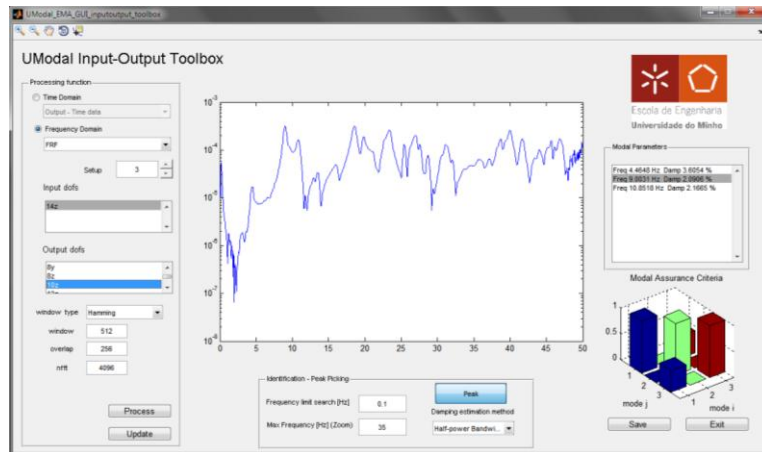 UModal_EMA_GUI_inputoutput_toolbox
UModal Input-Output Toolbox
Processing function
Time Domain
Output - Time data
Frequency Domain
FRF
Setup 3
Input dofs
14z
Output dofs
8y
8z
10z
window type Hamming
window 512
overlap 256
nfft 4096
Process
Update
10-3
10-4
10-5
10-6
10-7
10-8
0 5 10 15 20 25 30 35 40 45 50
Identification - Peak Picking
Frequency limit search [Hz] 0.1
Max Frequency [Hz] (Zoom) 35
Peak
Damping estimation method
Half-power Bandwi...
Escola de Engenharia
Universidade do Minho
Modal Parameters
Freq 4.4648 Hz Damp 3.6054 %
Freq 9.0031 Hz Damp 2.0906 %
Freq 10.8518 Hz Damp 2.1665 %
Modal Assurance Criteria
1
0.5
0
1
2
3
mode j
1
2
3
mode i
Save
Exit